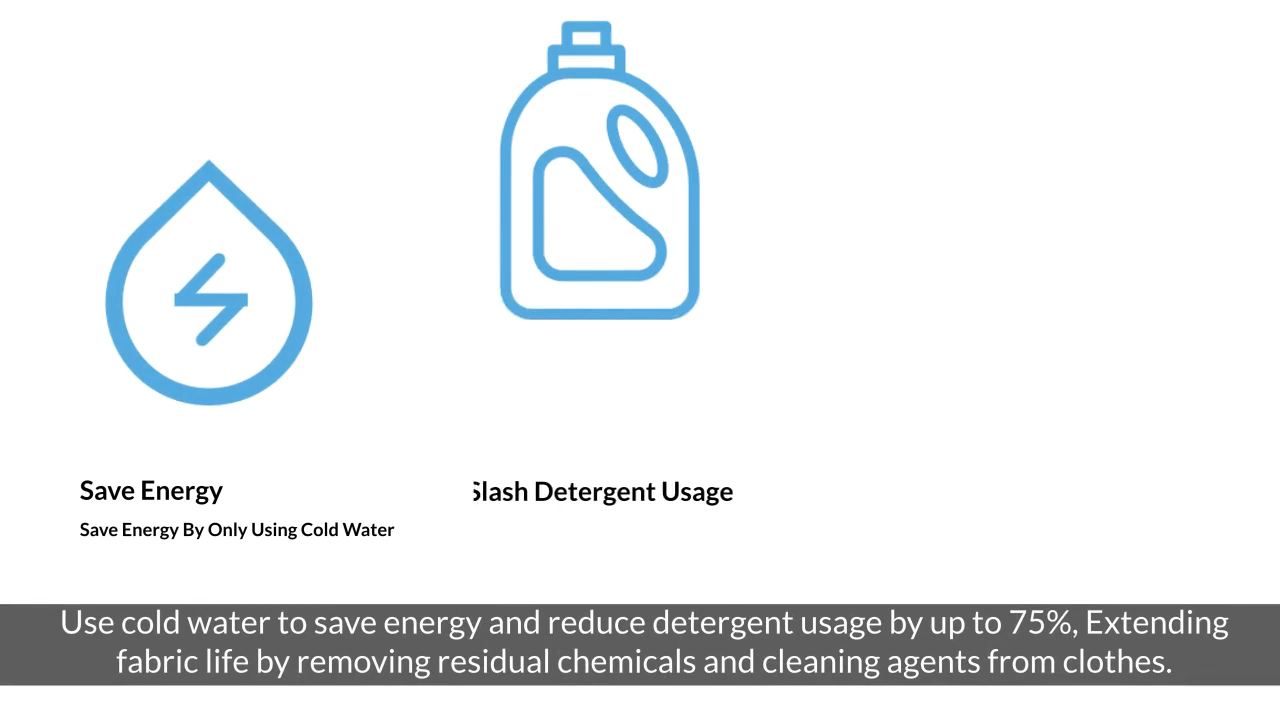 Save Energy
Slash Detergent Usage
Save Energy By Only Using Cold Water
Use cold water to save energy and reduce detergent usage by up to 75%, Extending
fabric life by removing residual chemicals and cleaning agents from clothes.